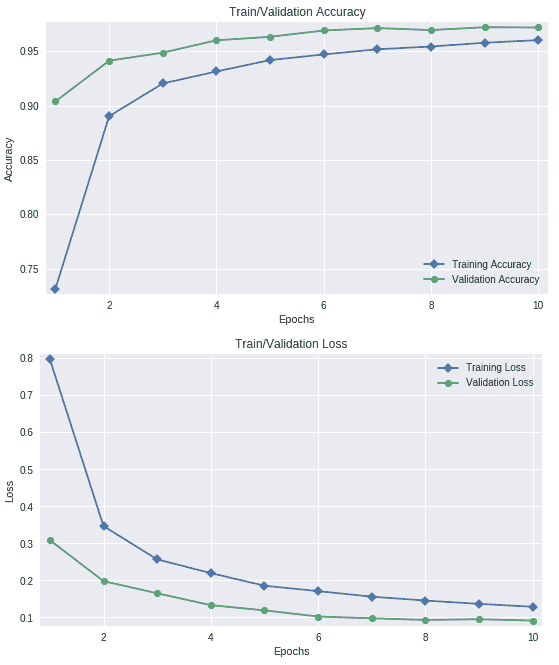 Train/Validation Accuracy
0.95
0.90
0.85
0.80
0.75
Accuracy
Training Accuracy
Validation Accuracy
2 4 6 8 10
Epochs
Train/Validation Loss
0.8
0.7
0.6
0.5
0.4
0.3
0.2
0.1
Loss
Training Loss
Validation Loss
2 4 6 8 10
Epochs